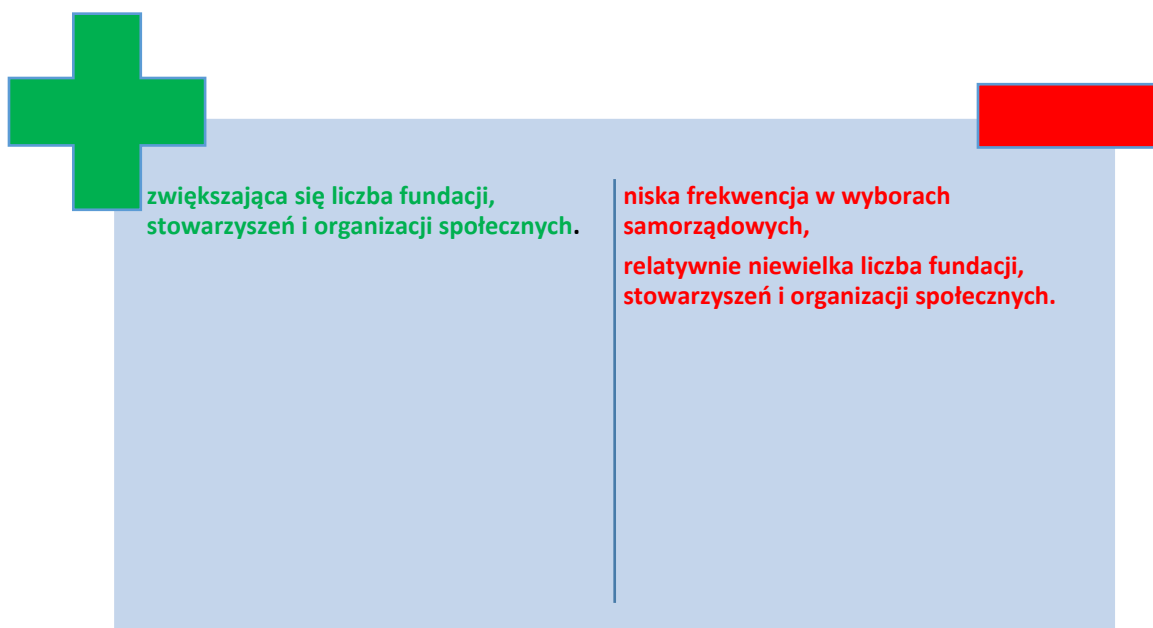 zwiększająca się liczba fundacji,
stowarzyszeń i organizacji społecznych.
niska frekwencja w wyborach
samorządowych,
relatywnie niewielka liczba fundacji,
stowarzyszeń i organizacji społecznych.